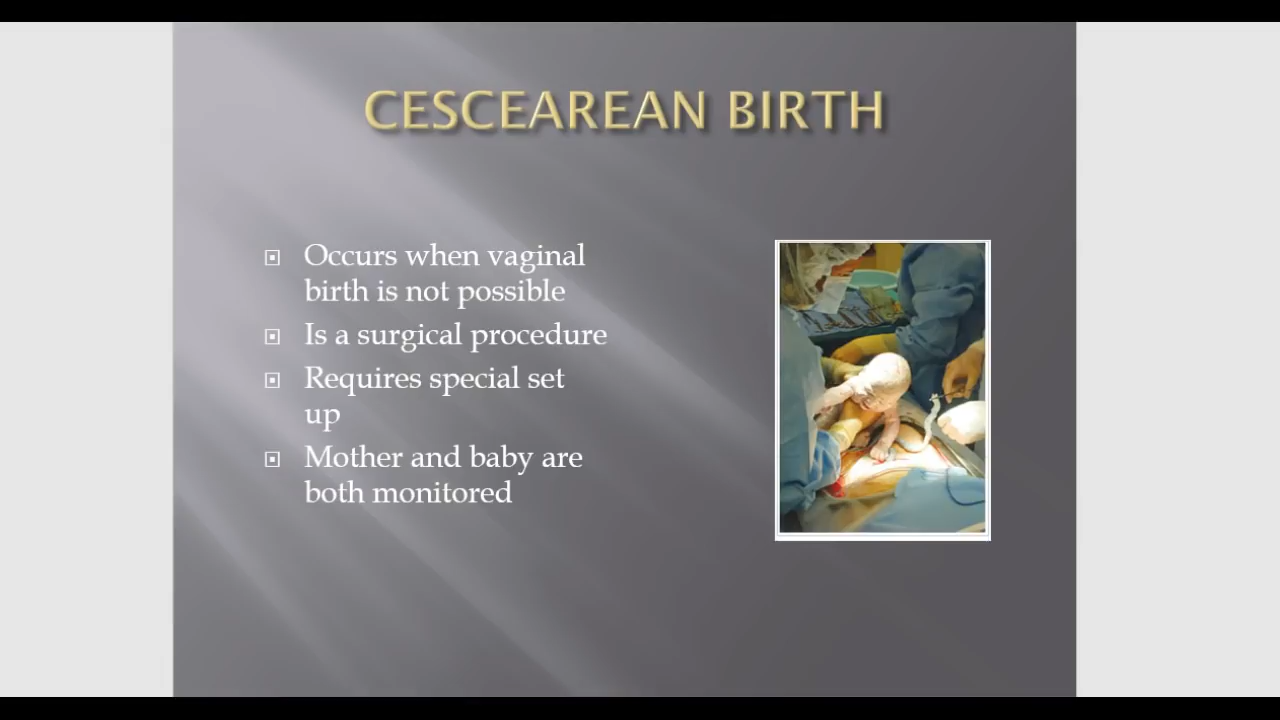 CESCEAREAN BIRTH
Occurs when vaginal
birth is not possible
Is a surgical procedure
Requires special set
up
Mother and baby are
both monitored